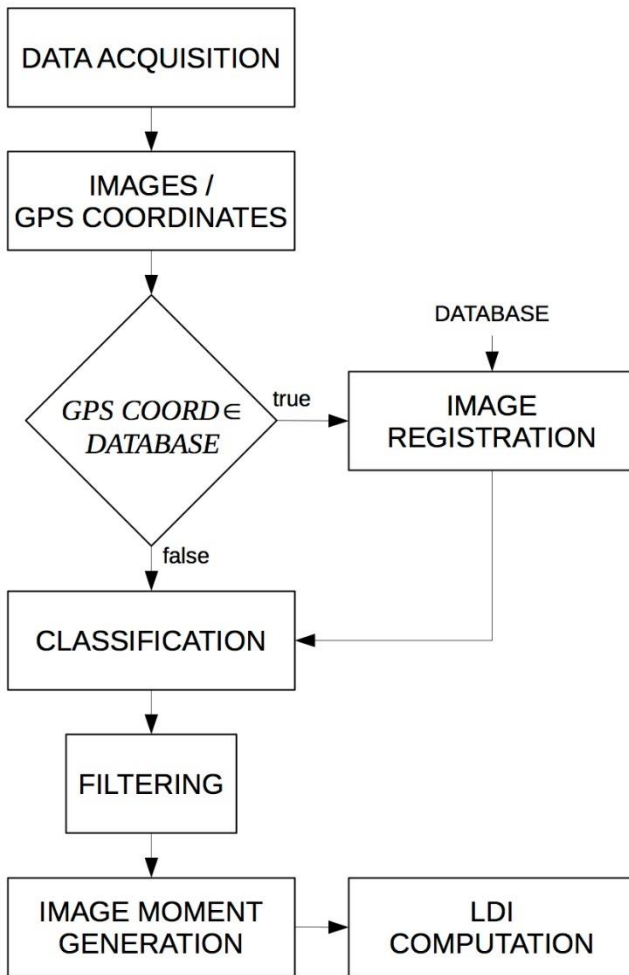 DATA ACQUISITION
IMAGES /
GPS COORDINATES
DATABASE
GPS COORD ∈
DATABASE
true
IMAGE
REGISTRATION
false
CLASSIFICATION
FILTERING
IMAGE MOMENT
GENERATION
LDI
COMPUTATION